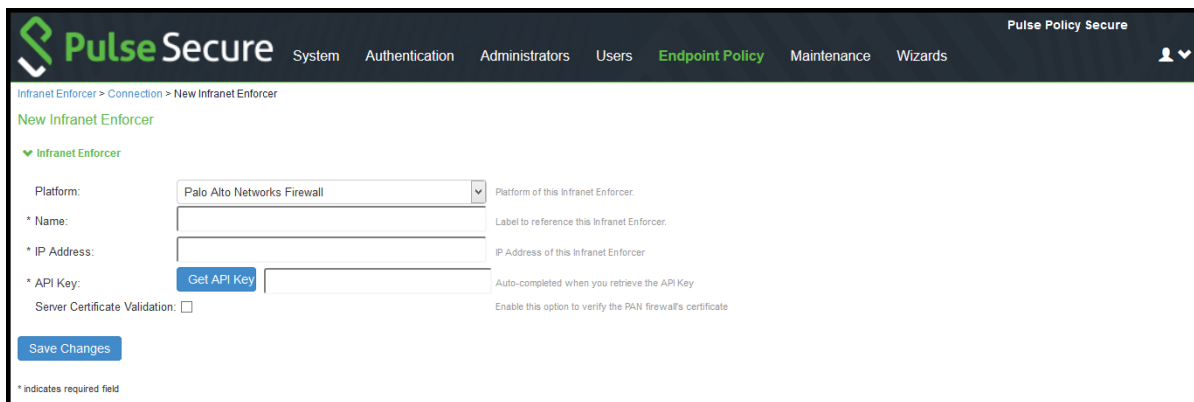 Pulse Policy Secure
Pulse Secure System Authentication Administrators Users Endpoint Policy Maintenance Wizards
Infranet Enforcer > Connection > New Infranet Enforcer
New Infranet Enforcer
Infranet Enforcer
Platform: Palo Alto Networks Firewall Platform of this Infranet Enforcer.
* Name: Label to reference this Infranet Enforcer.
* IP Address: IP Address of this Infranet Enforcer
* API Key: Get API Key Auto-completed when you retrieve the API Key
Server Certificate Validation: Enable this option to verify the PAN firewall's certificate
Save Changes
* indicates required field